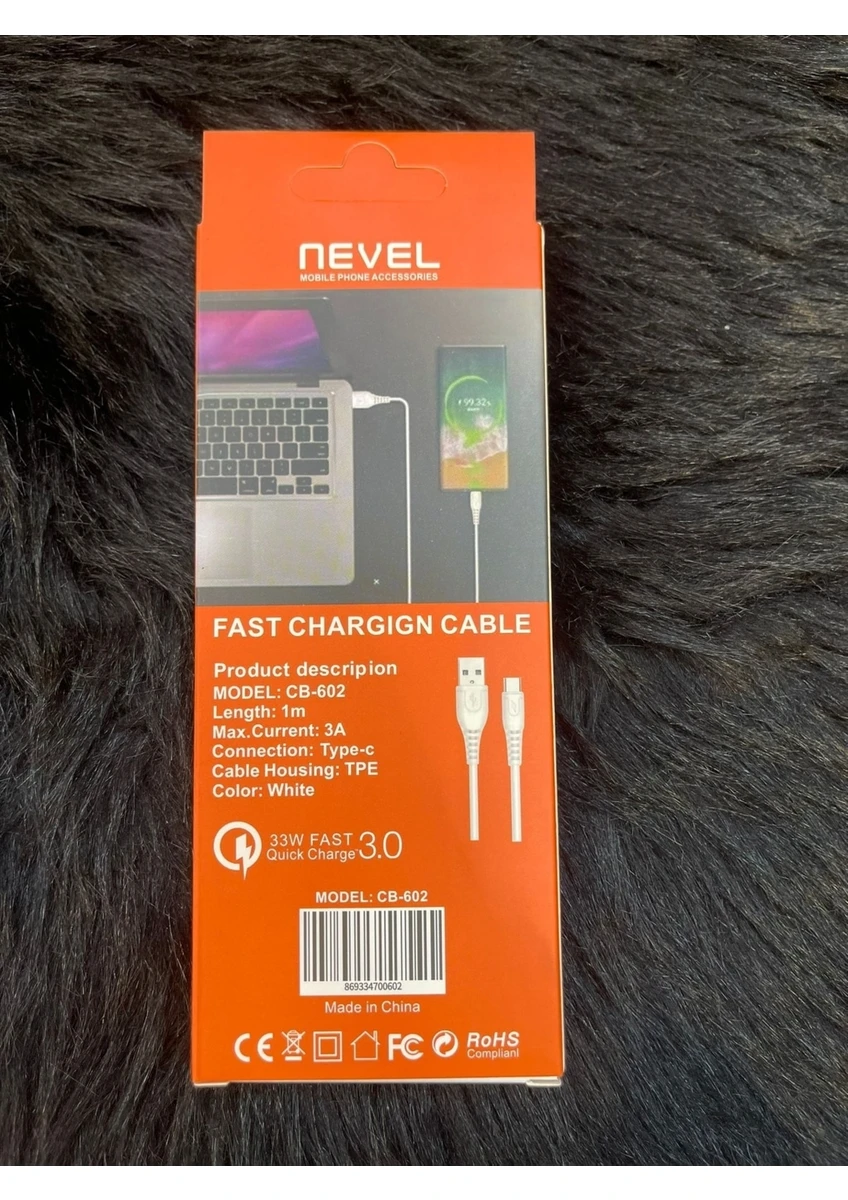 NEVEL
MOBILE PHONE ACCESSORIES
99.32%
FAST CHARGIGN CABLE
Product descripion
MODEL: CB-602
Length: 1m
Max.Current: 3A
Connection: Type-c
Cable Housing: TPE
Color: White
33W FAST
Quick Charge™ 3.0
MODEL: CB-602
869334700602
Made in China
CE FC RoHS
Compliant